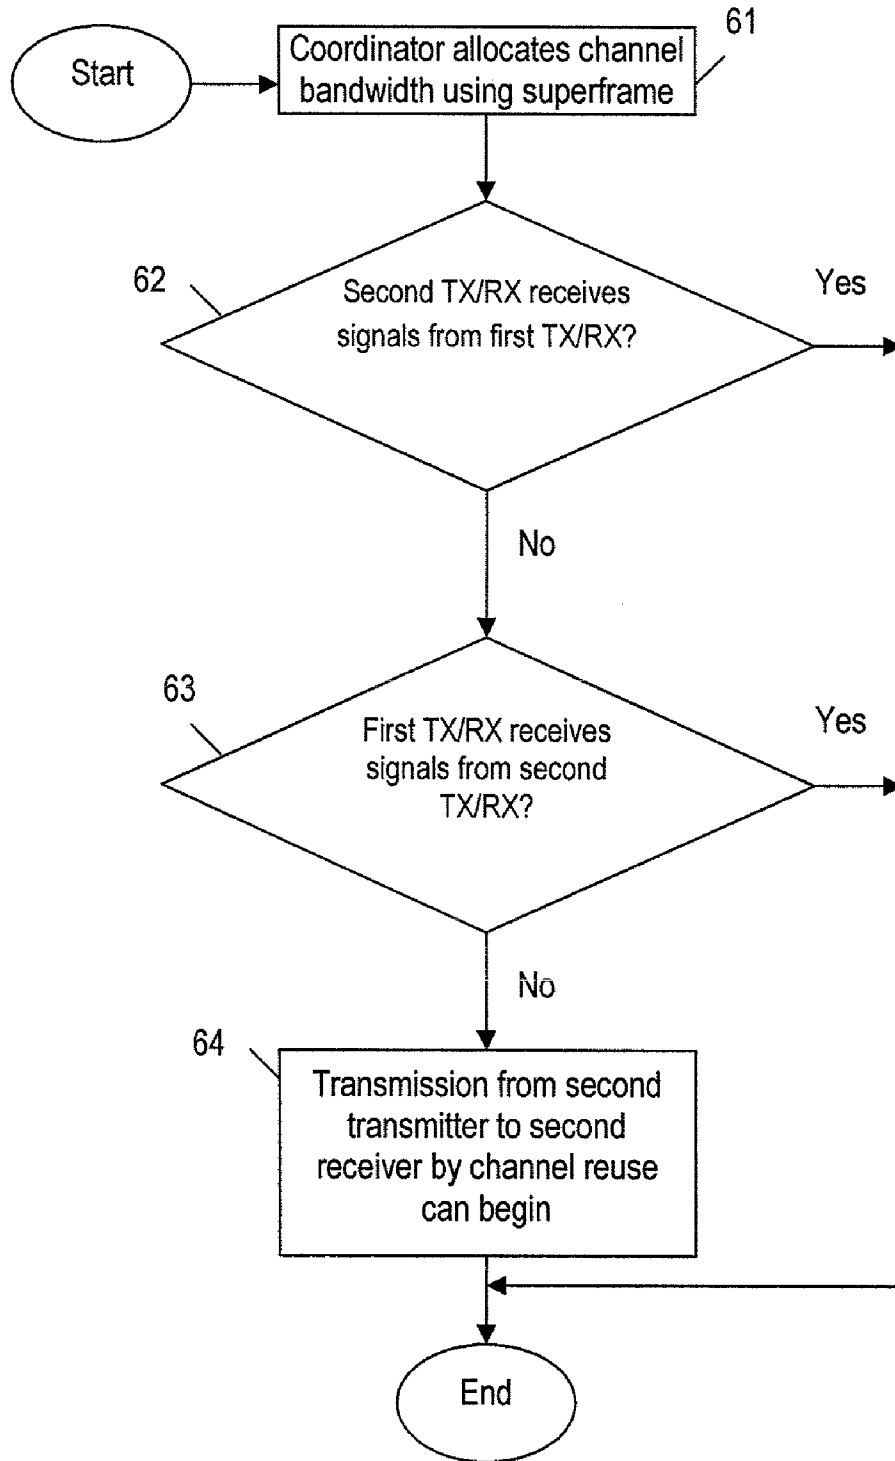 61
Start
Coordinator allocates channel
bandwidth using superframe
62
Second TX/RX receives
signals from first TX/RX?
Yes
No
63
First TX/RX receives
signals from second
TX/RX?
Yes
No
64
Transmission from second
transmitter to second
receiver by channel reuse
can begin
End